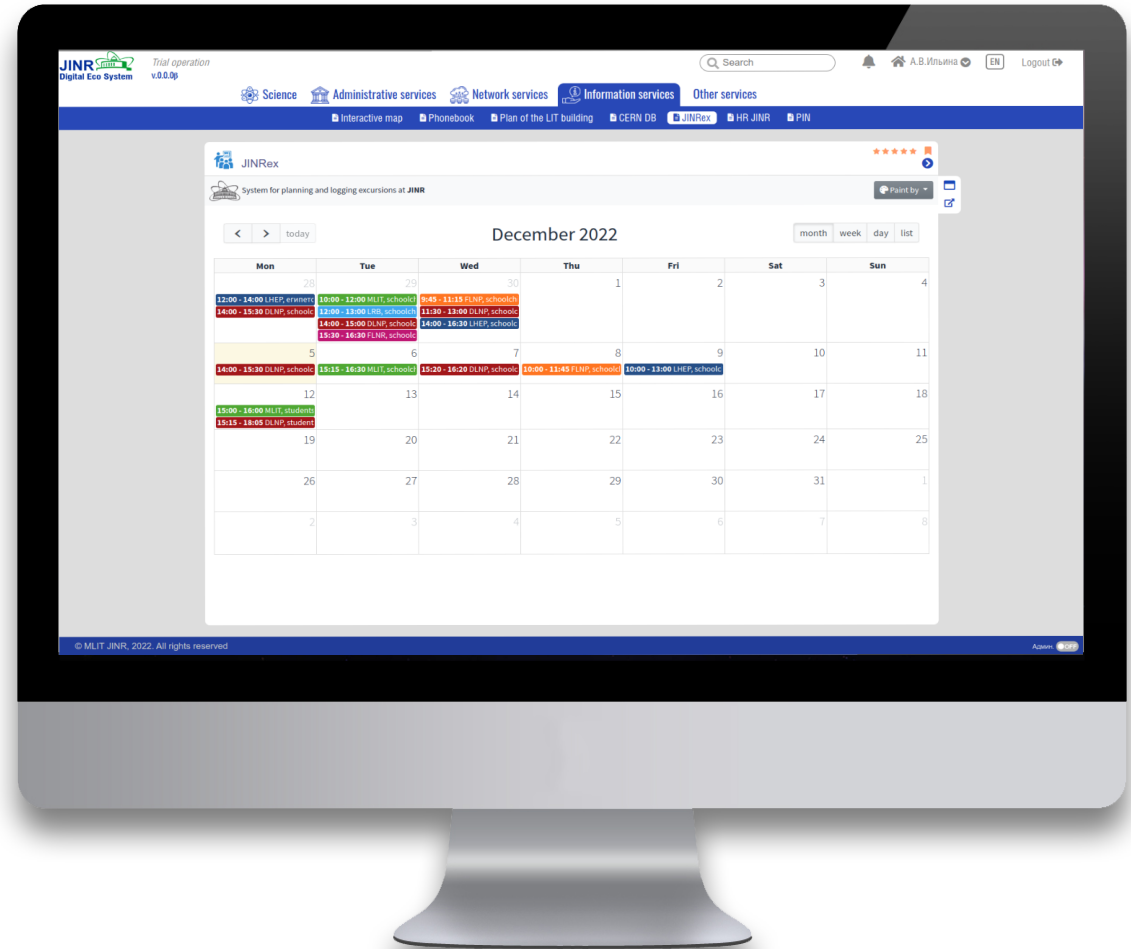 JINR Trial operation Search А.В.Ильина EN Logout
Digital Eco System v.0.0.0β
Science Administrative services Network services Information services Other services
Interactive map Phonebook Plan of the LIT building CERN DB JINRex HR JINR PIN
JINRex
System for planning and logging excursions at JINR Paint by
< > today December 2022 month week day list
Mon Tue Wed Thu Fri Sat Sun
28 29 30 1 2 3 4
12:00 - 14:00 LHEP, египетс 10:00 - 12:00 MLIT, schoolch 9:45 - 11:15 FLNP, schoolch
14:00 - 15:30 DLNP, schoolc 12:00 - 13:00 LRB, schoolch 11:30 - 13:00 DLNP, schoolc
14:00 - 15:00 DLNP, schoolc 14:00 - 16:30 LHEP, schoolc
15:30 - 16:30 FLNR, schoolc
5 6 7 8 9 10 11
14:00 - 15:30 DLNP, schoolc 15:15 - 16:30 MLIT, schoolch 15:20 - 16:20 DLNP, schoolc 10:00 - 11:45 FLNP, schoolc 10:00 - 13:00 LHEP, schoolc
12 13 14 15 16 17 18
15:00 - 16:00 MLIT, students
15:15 - 18:05 DLNP, student
19 20 21 22 23 24 25
26 27 28 29 30 31 1
2 3 4 5 6 7 8
© MLIT JINR, 2022. All rights reserved Админ. OFF